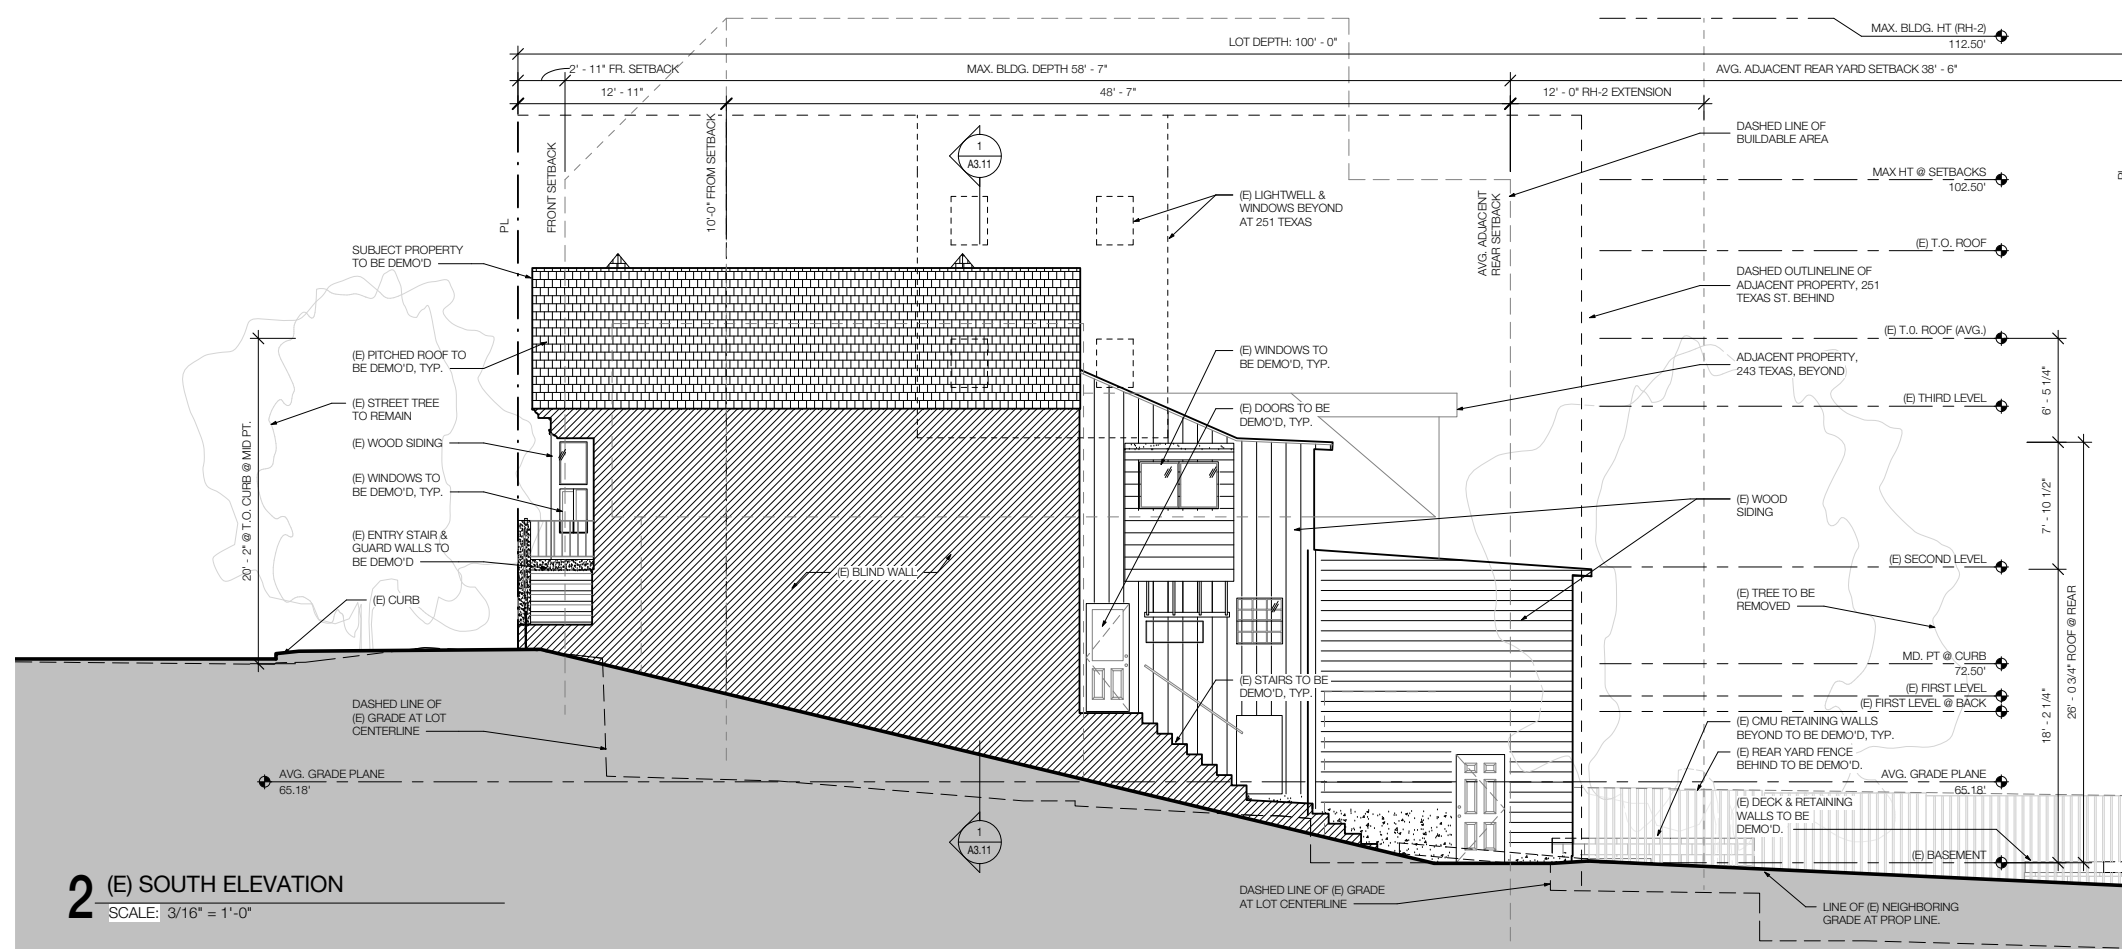 MAX. BLDG. HT (RH-2)
112.50'
LOT DEPTH: 100' - 0"
2' - 11" FR. SETBACK
MAX. BLDG. DEPTH 58' - 7"
AVG. ADJACENT REAR YARD SETBACK 38' - 6"
12' - 11"
48' - 7"
12' - 0" RH-2 EXTENSION
PL
FRONT SETBACK
10'-0" FROM SETBACK
1
A3.11
AVG. ADJACENT
REAR SETBACK
DASHED LINE OF
BUILDABLE AREA
MAX HT @ SETBACKS
102.50'
(E) LIGHTWELL &
WINDOWS BEYOND
AT 251 TEXAS
SUBJECT PROPERTY
TO BE DEMO'D
(E) T.O. ROOF
DASHED OUTLINELINE OF
ADJACENT PROPERTY, 251
TEXAS ST. BEHIND
(E) T.0. ROOF (AVG.)
(E) PITCHED ROOF TO
BE DEMO'D, TYP.
(E) WINDOWS TO
BE DEMO'D, TYP.
ADJACENT PROPERTY,
243 TEXAS, BEYOND
(E) STREET TREE
TO REMAIN
(E) DOORS TO BE
DEMO'D, TYP.
(E) THIRD LEVEL
6' - 5 1/4"
(E) WOOD SIDING
(E) WINDOWS TO
BE DEMO'D, TYP.
(E) WOOD
SIDING
7' - 10 1/2"
20' - 2" @ T.O. CURB @ MID PT.
(E) ENTRY STAIR &
GUARD WALLS TO
BE DEMO'D
(E) BLIND WALL
(E) SECOND LEVEL
(E) CURB
(E) TREE TO BE
REMOVED
26' - 0 3/4" ROOF @ REAR
MD. PT @ CURB
72.50'
(E) STAIRS TO BE
DEMO'D, TYP.
(E) FIRST LEVEL
(E) FIRST LEVEL @ BACK
18' - 2 1/4"
DASHED LINE OF
(E) GRADE AT LOT
CENTERLINE
(E) CMU RETAINING WALLS
BEYOND TO BE DEMO'D, TYP.
(E) REAR YARD FENCE
BEHIND TO BE DEMO'D.
AVG. GRADE PLANE
65.18'
AVG. GRADE PLANE
65.18'
(E) DECK & RETAINING
WALLS TO BE
DEMO'D.
1
A3.11
(E) BASEMENT
2
(E) SOUTH ELEVATION
SCALE: 3/16" = 1'-0"
DASHED LINE OF (E) GRADE
AT LOT CENTERLINE
LINE OF (E) NEIGHBORING
GRADE AT PROP LINE.